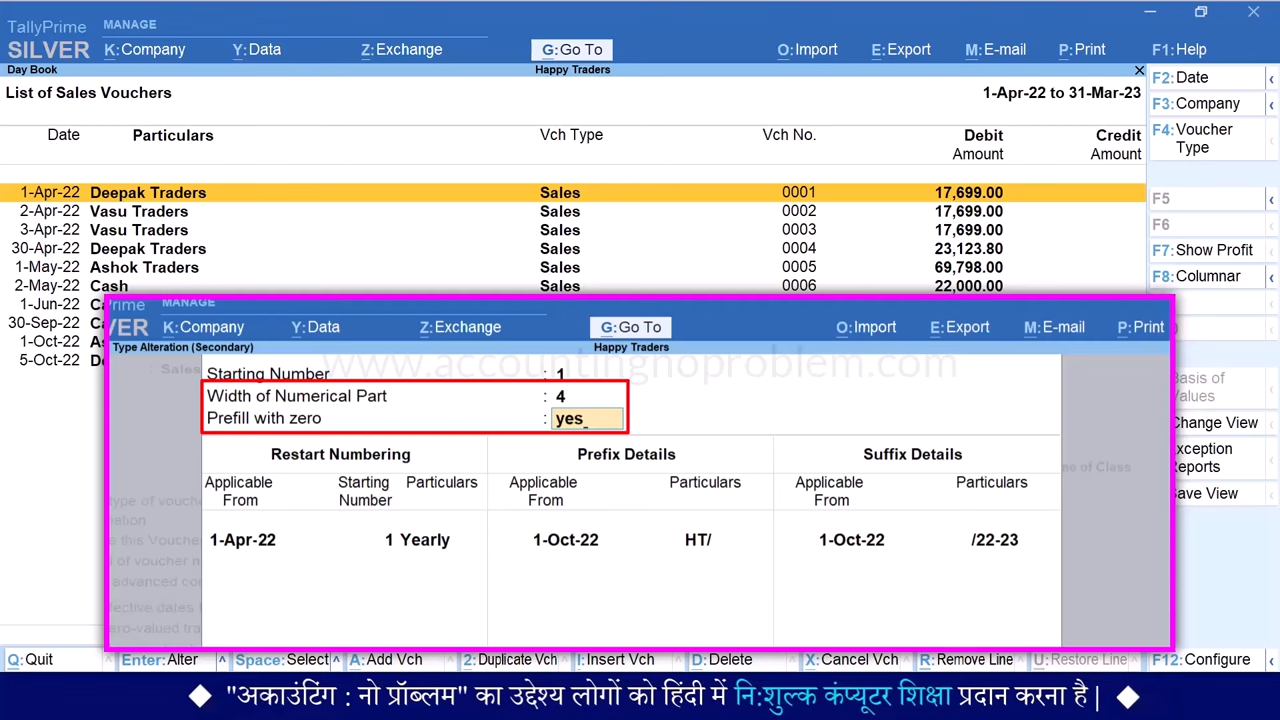 TallyPrime MANAGE
SILVER K:Company Y:Data Z:Exchange G:Go To O:Import E:Export M:E-mail P:Print F1:Help
Day Book Happy Traders
List of Sales Vouchers 1-Apr-22 to 31-Mar-23
Date Particulars Vch Type Vch No. Debit Credit
Amount Amount
1-Apr-22 Deepak Traders Sales 0001 17,699.00
2-Apr-22 Vasu Traders Sales 0002 17,699.00
3-Apr-22 Vasu Traders Sales 0003 17,699.00
30-Apr-22 Deepak Traders Sales 0004 23,123.80
1-May-22 Ashok Traders Sales 0005 69,798.00
2-May-22 Cash Sales 0006 22,000.00
1-Jun-22
30-Sep-22
1-Oct-22
5-Oct-22
F2:Date
F3:Company
F4:Voucher
Type
F5
F6
F7:Show Profit
F8:Columnar
Basis of
Values
Change View
Exception
Reports
Save View
Prime MANAGE
VER K:Company Y:Data Z:Exchange G:Go To O:Import E:Export M:E-mail P:Print
Type Alteration (Secondary) Happy Traders
www.accountingnoproblem.com
Starting Number : 1
Width of Numerical Part : 4
Prefill with zero : yes
Restart Numbering Prefix Details Suffix Details
Applicable Starting Particulars Applicable Particulars Applicable Particulars
From Number From From
1-Apr-22 1 Yearly 1-Oct-22 HT/ 1-Oct-22 /22-23
Q:Quit Enter:Alter Space:Select A:Add Vch 2:Duplicate Vch I:Insert Vch D:Delete X:Cancel Vch R:Remove Line U:Restore Line F12:Configure
"अकाउंटिंग : नो प्रॉब्लम" का उद्देश्य लोगों को हिंदी में नि:शुल्क कंप्यूटर शिक्षा प्रदान करना है |